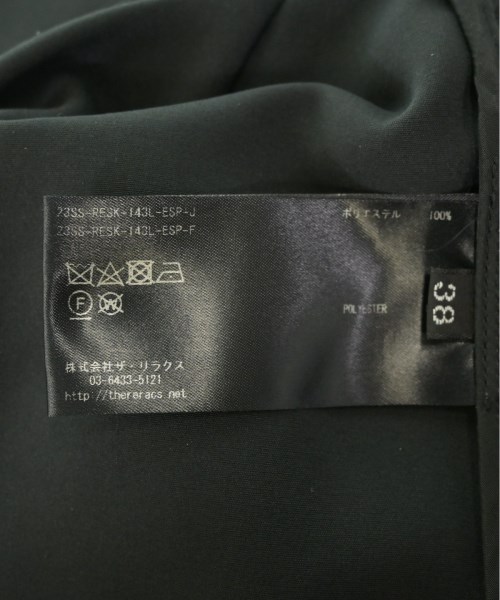 23SS-RESK-143L-ESP-J
23SS-RESK-143L-ESP-F
ポリエステル 100%
POLYESTER
38
F
W
株式会社ザ・リラクス
03-6433-5121
http://thereracs.net